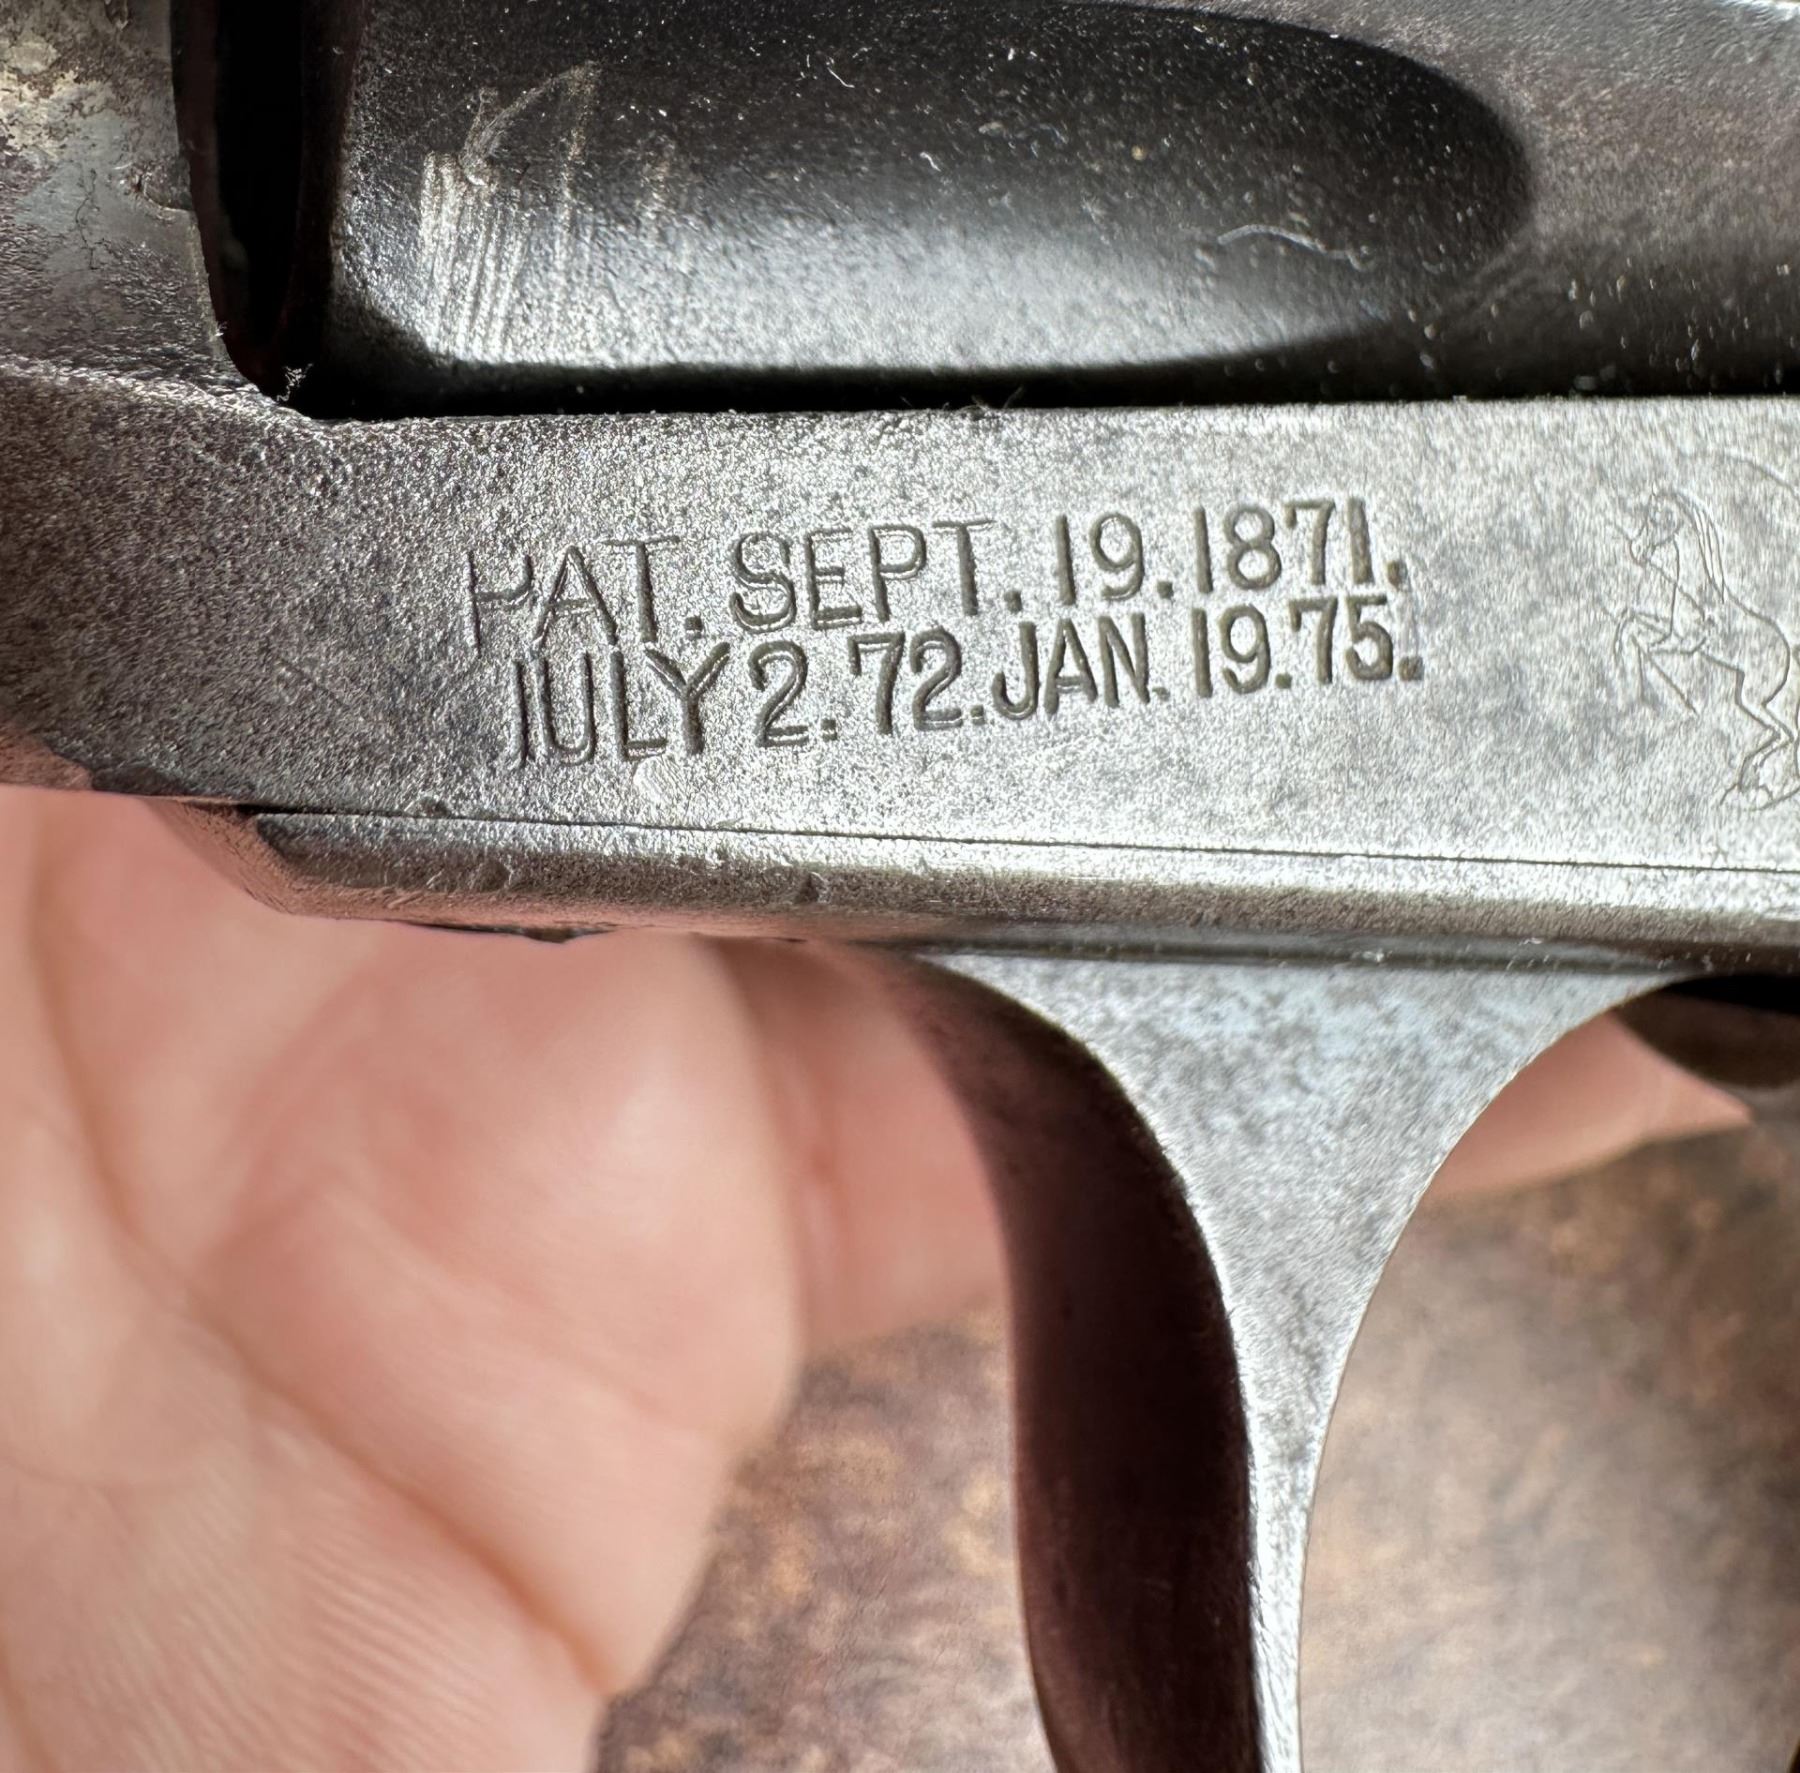 PAT. SEPT. 19. 1871.
JULY 2. 72. JAN. 19. 75.